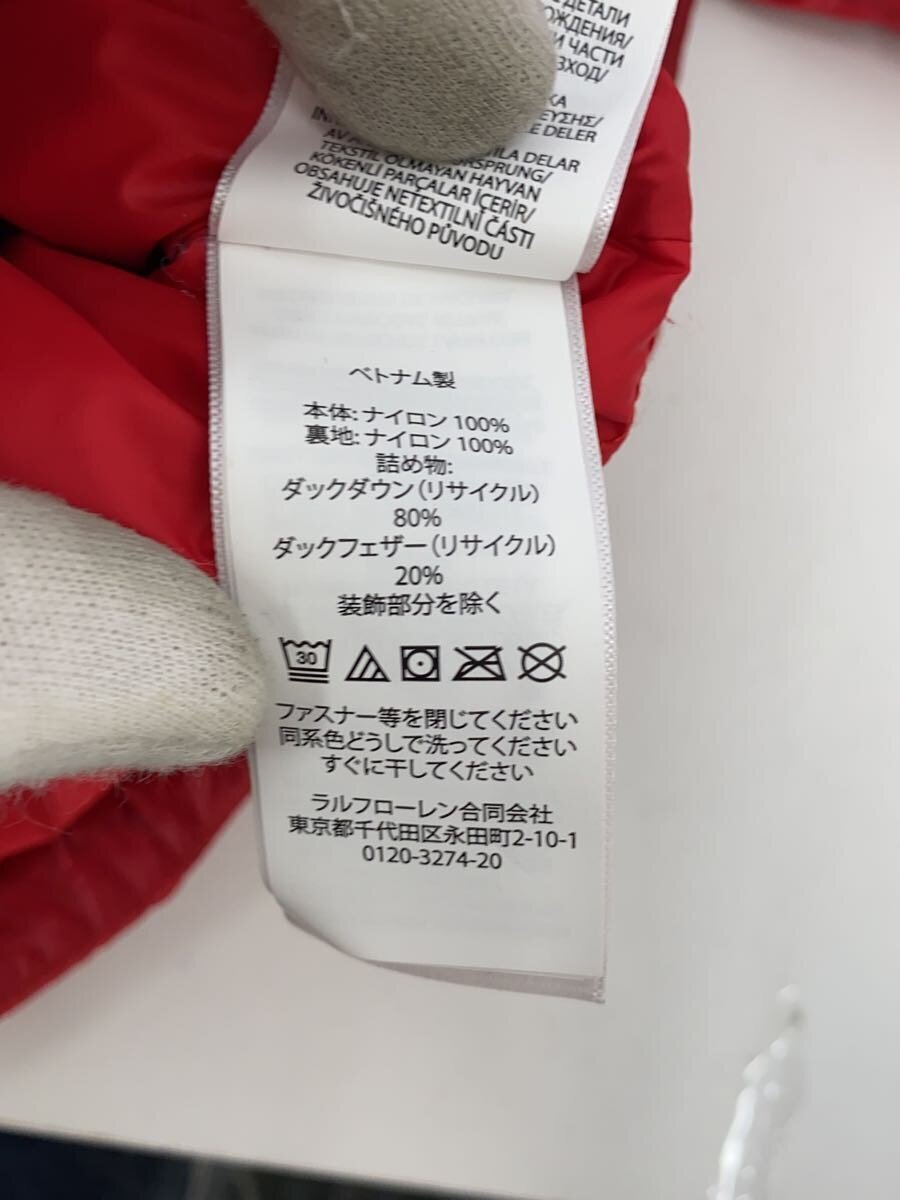 ДЕТАЛИ
ЧАСТИ
DELER
DELAR
TEKSTIL OLMAYAN HAYVAN
KÖKENLİ PARÇALAR İÇERİR/
OBSAHUJE NETEXTILNÍ ČÁSTI
ŽIVOČIŠNÉHO PŮVODU
ベトナム製
本体: ナイロン 100%
裏地: ナイロン 100%
詰め物:
ダックダウン (リサイクル)
80%
ダックフェザー (リサイクル)
20%
装飾部分を除く
30
ファスナー等を閉じてください
同系色どうしで洗ってください
すぐに干してください
ラルフローレン合同会社
東京都千代田区永田町2-10-1
0120-3274-20